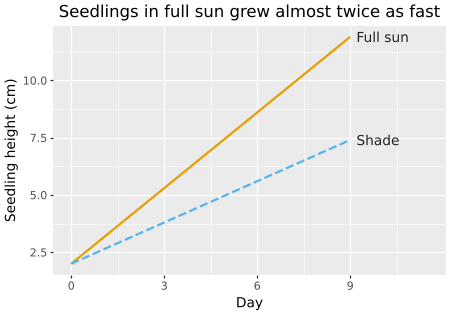 Seedlings in full sun grew almost twice as fast
Full sun
10.0
7.5
Shade
5.0
2.5
Seedling height (cm)
0 3 6 9
Day